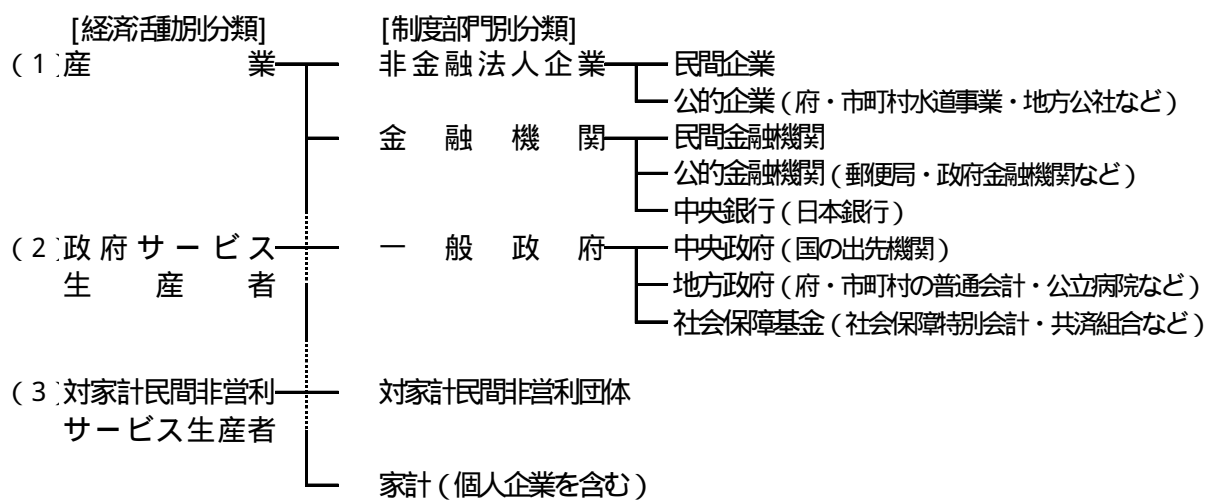 [経済活動別分類] [制度部門別分類]
(1)産業 非金融法人企業 民間企業
公的企業(府・市町村水道事業・地方公社など)
金融機関 民間金融機関
公的金融機関(郵便局・政府金融機関など)
中央銀行(日本銀行)
(2)政府サービス 一般政府 中央政府(国の出先機関)
生産者 地方政府(府・市町村の普通会計・公立病院など)
社会保障基金(社会保障特別会計・共済組合など)
(3)対家計民間非営利 対家計民間非営利団体
サービス生産者
家計(個人企業を含む)